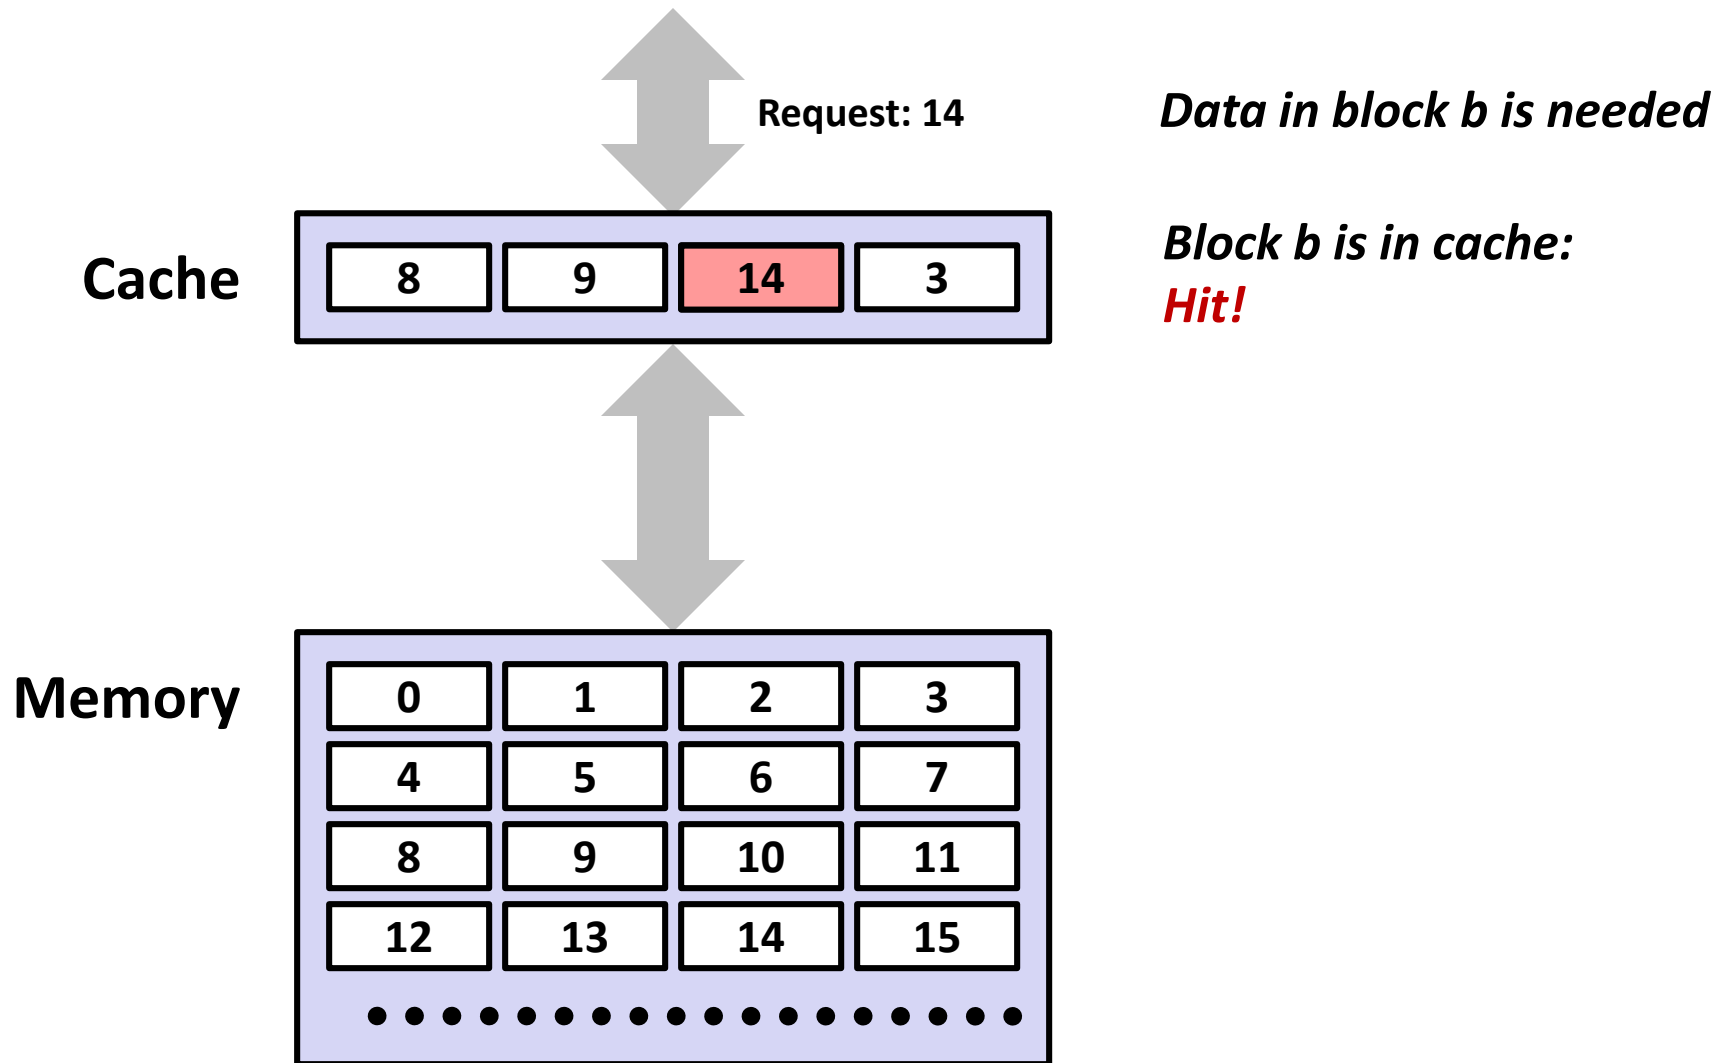 Request: 14
Data in block b is needed
Cache
8 9 14 3
Block b is in cache:
Hit!
Memory
0 1 2 3
4 5 6 7
8 9 10 11
12 13 14 15